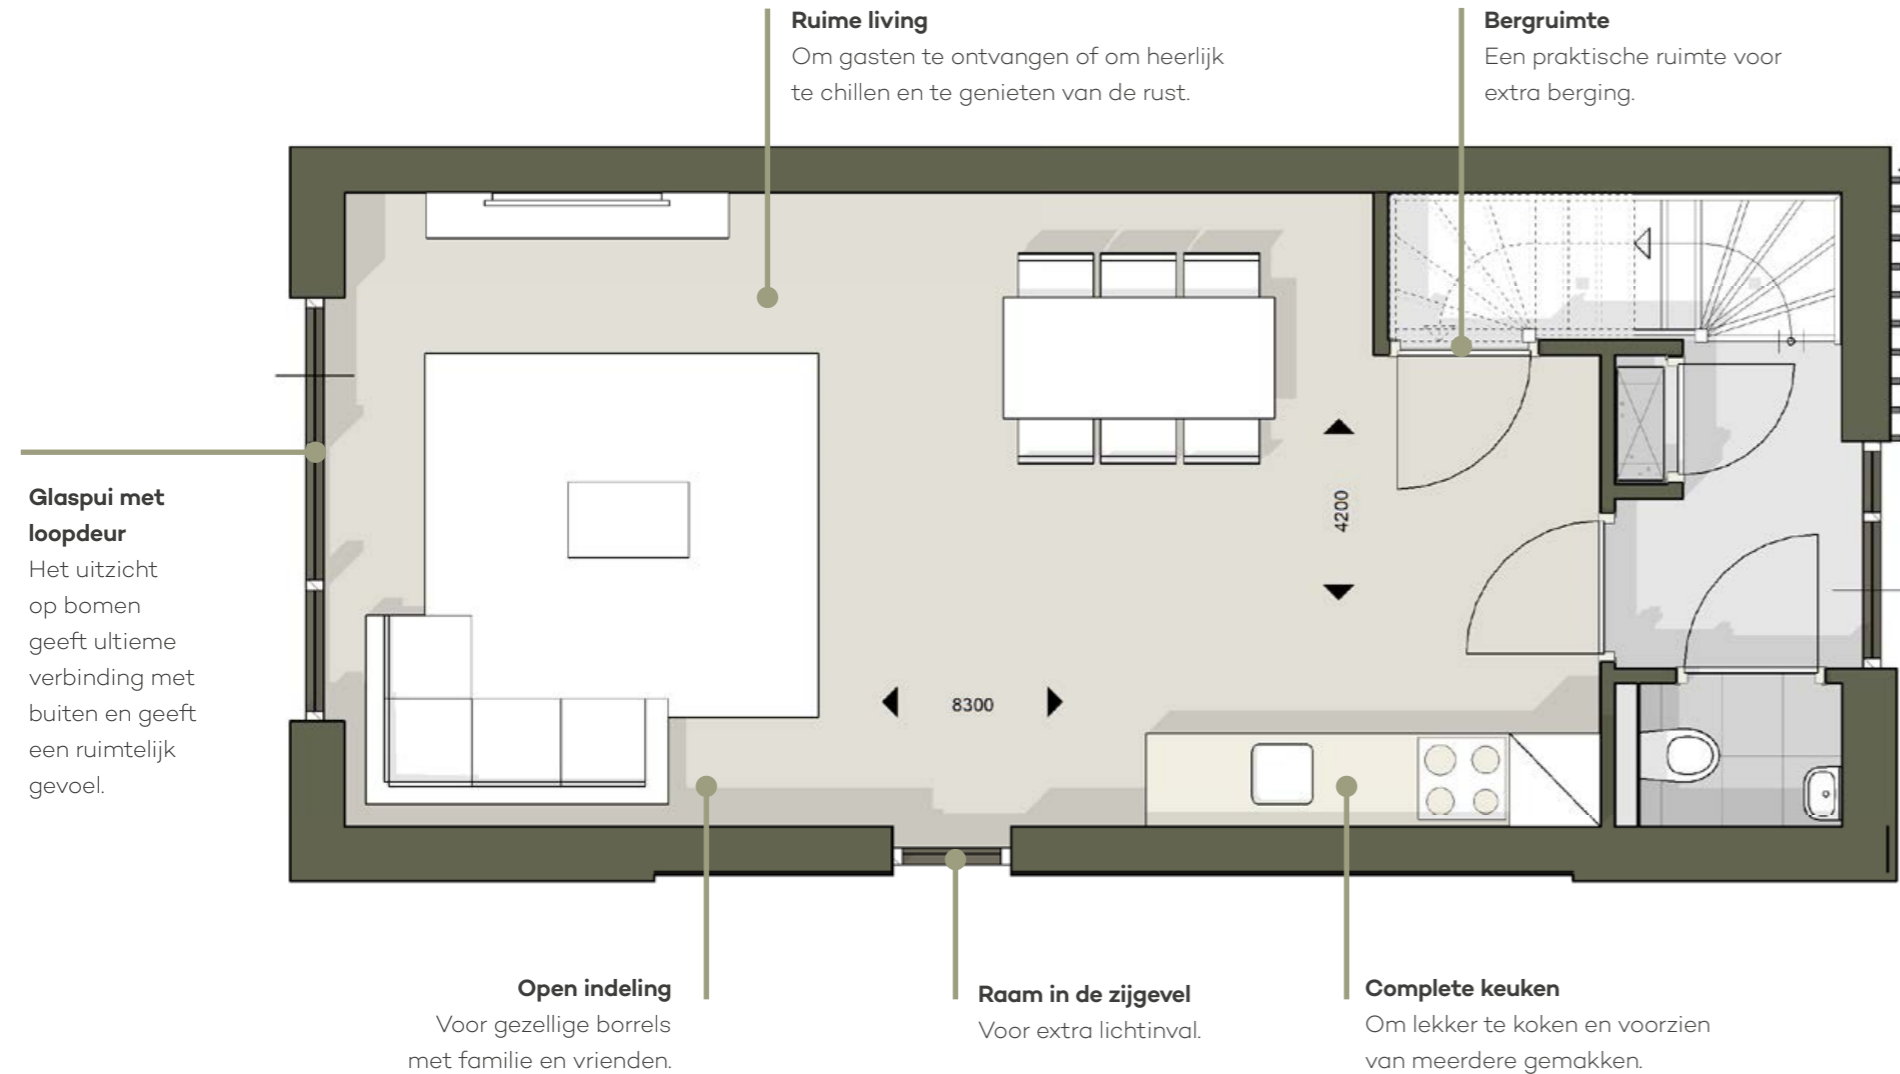 Ruime living
Om gasten te ontvangen of om heerlijk
te chillen en te genieten van de rust.
Bergruimte
Een praktische ruimte voor
extra berging.
Glaspui met
loopdeur
Het uitzicht
op bomen
geeft ultieme
verbinding met
buiten en geeft
een ruimtelijk
gevoel.
4200
8300
Open indeling
Voor gezellige borrels
met familie en vrienden.
Raam in de zijgevel
Voor extra lichtinval.
Complete keuken
Om lekker te koken en voorzien
van meerdere gemakken.